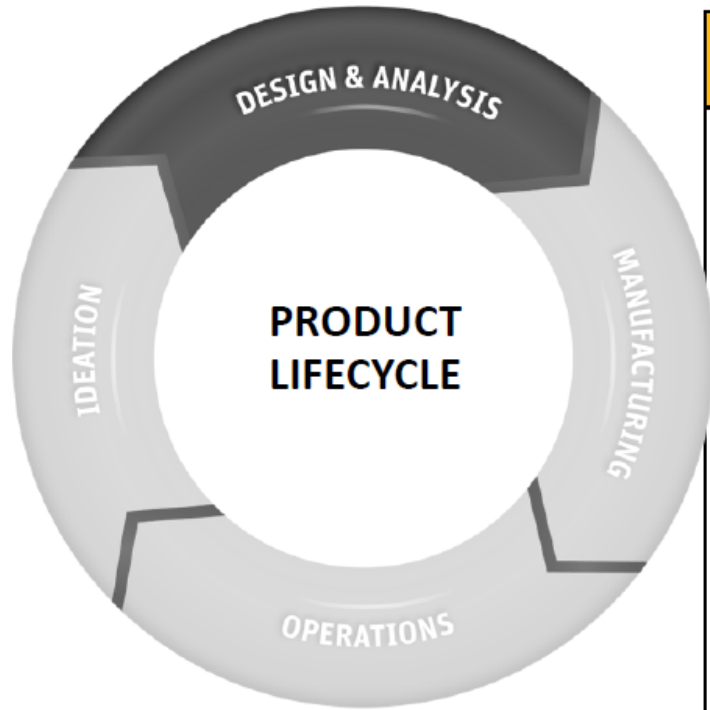 DESIGN & ANALYSIS
MANUFACTURING
OPERATIONS
IDEATION
PRODUCT
LIFECYCLE